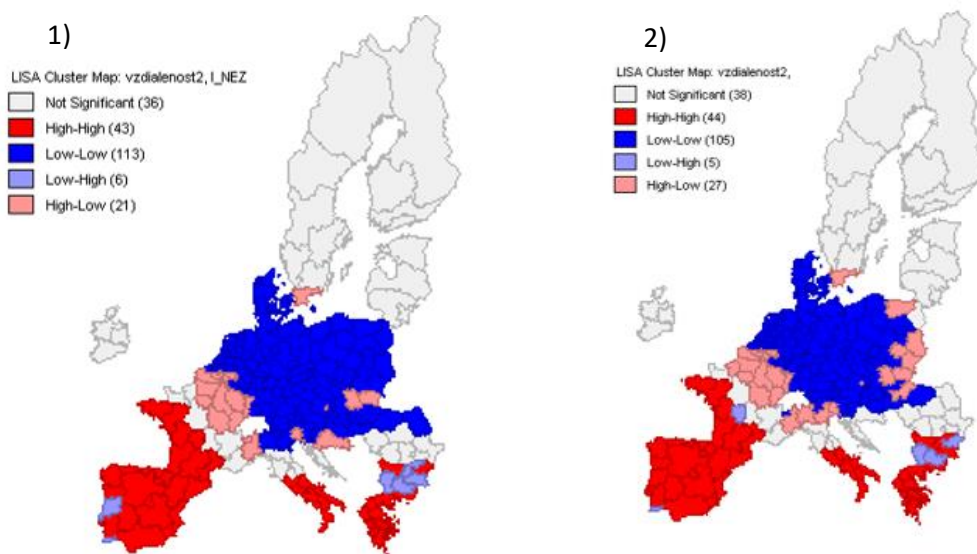 1)
LISA Cluster Map: vzdialenost2, I_NEZ
Not Significant (36)
High-High (43)
Low-Low (113)
Low-High (6)
High-Low (21)
2)
LISA Cluster Map: vzdialenost2,
Not Significant (38)
High-High (44)
Low-Low (105)
Low-High (5)
High-Low (27)